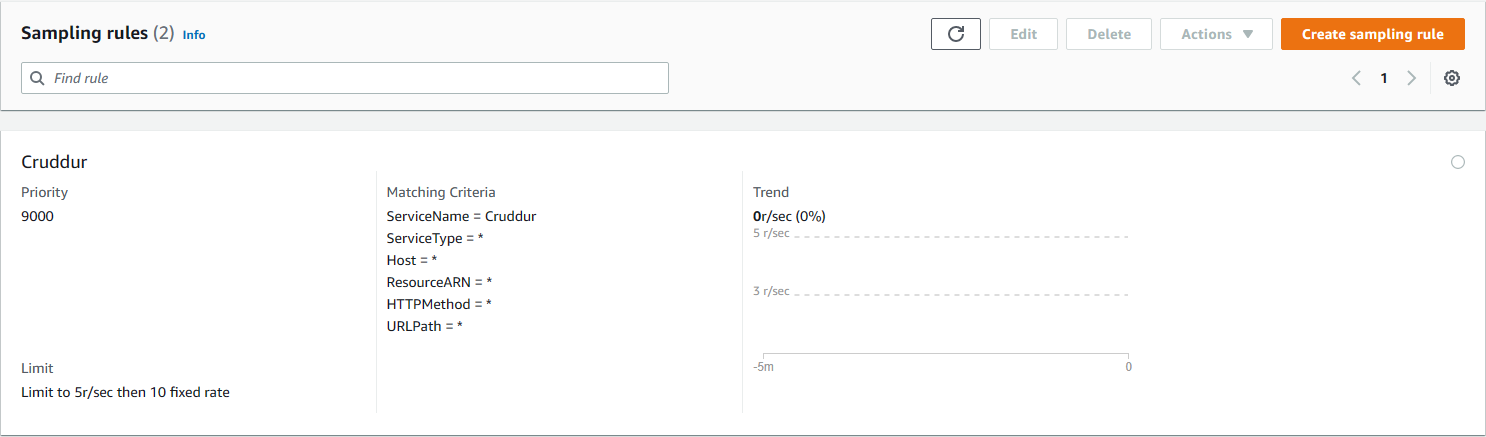 Sampling rules (2) Info
Edit
Delete
Actions
Create sampling rule
Find rule
1
Cruddur
Priority
9000
Limit
Limit to 5r/sec then 10 fixed rate
Matching Criteria
ServiceName = Cruddur
ServiceType = *
Host = *
ResourceARN = *
HTTPMethod = *
URLPath = *
Trend
0r/sec (0%)
5 r/sec
3 r/sec
-5m
0